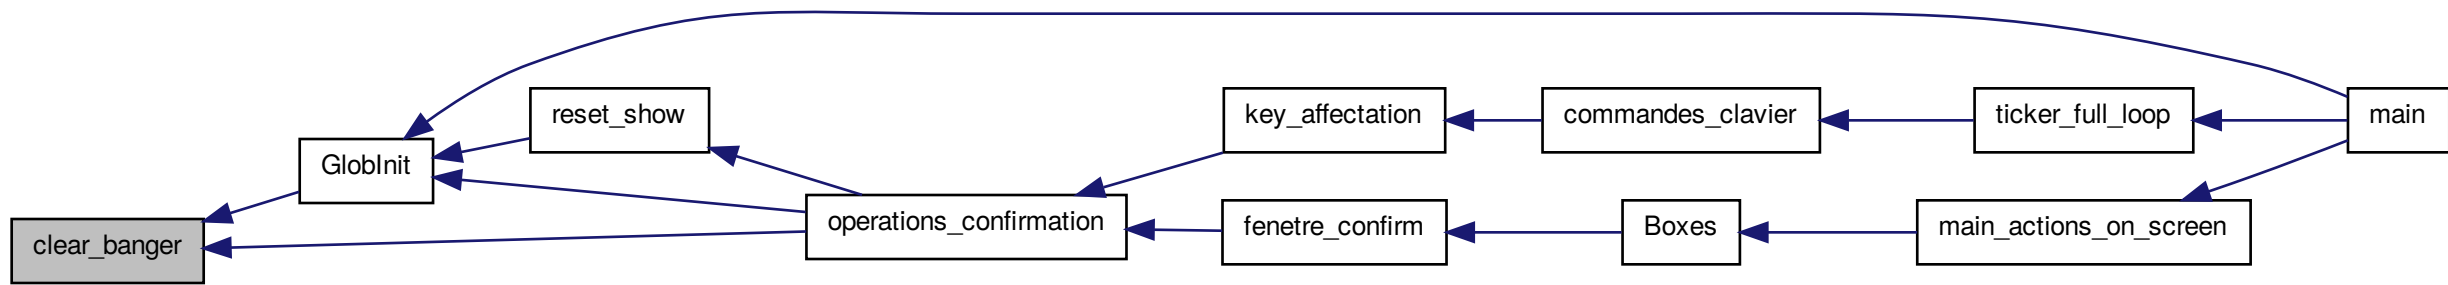 clear_banger
GlobInit
reset_show
operations_confirmation
key_affectation
commandes_clavier
ticker_full_loop
main
fenetre_confirm
Boxes
main_actions_on_screen